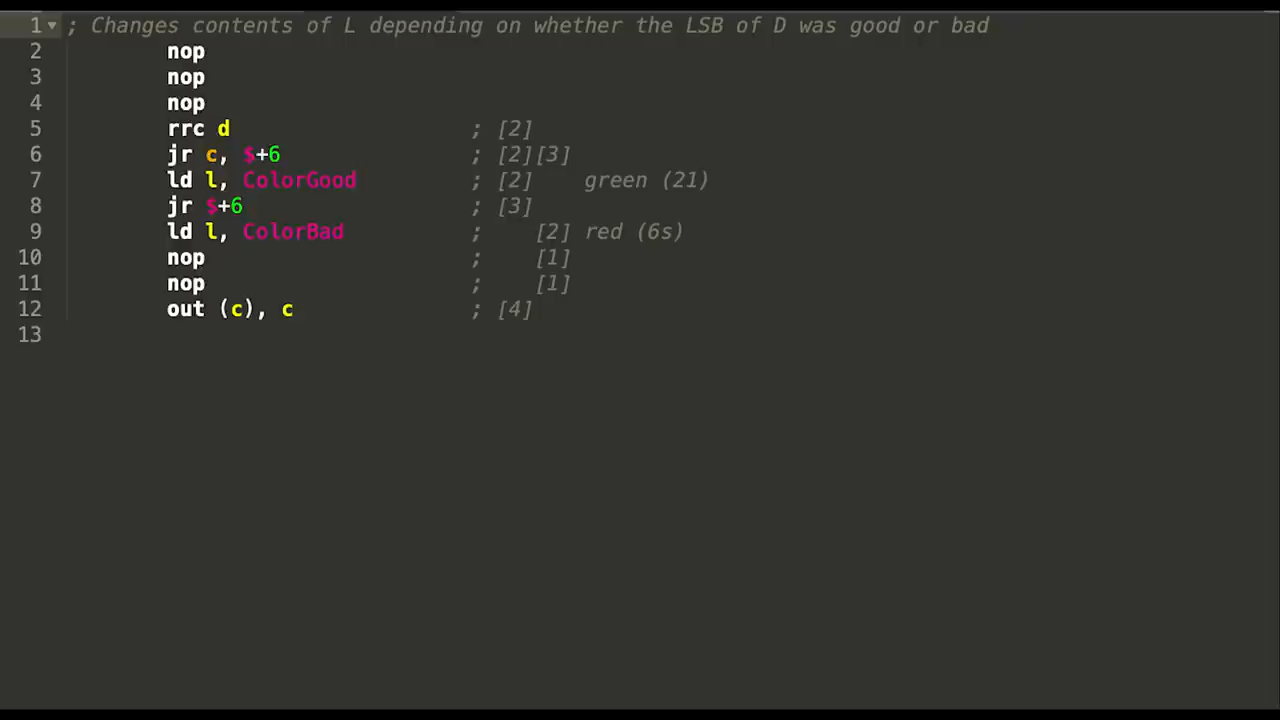 1 ; Changes contents of L depending on whether the LSB of D was good or bad
2 nop
3 nop
4 nop
5 rrc d ; [2]
6 jr c, $+6 ; [2][3]
7 ld l, ColorGood ; [2] green (21)
8 jr $+6 ; [3]
9 ld l, ColorBad ; [2] red (6s)
10 nop ; [1]
11 nop ; [1]
12 out (c), c ; [4]
13